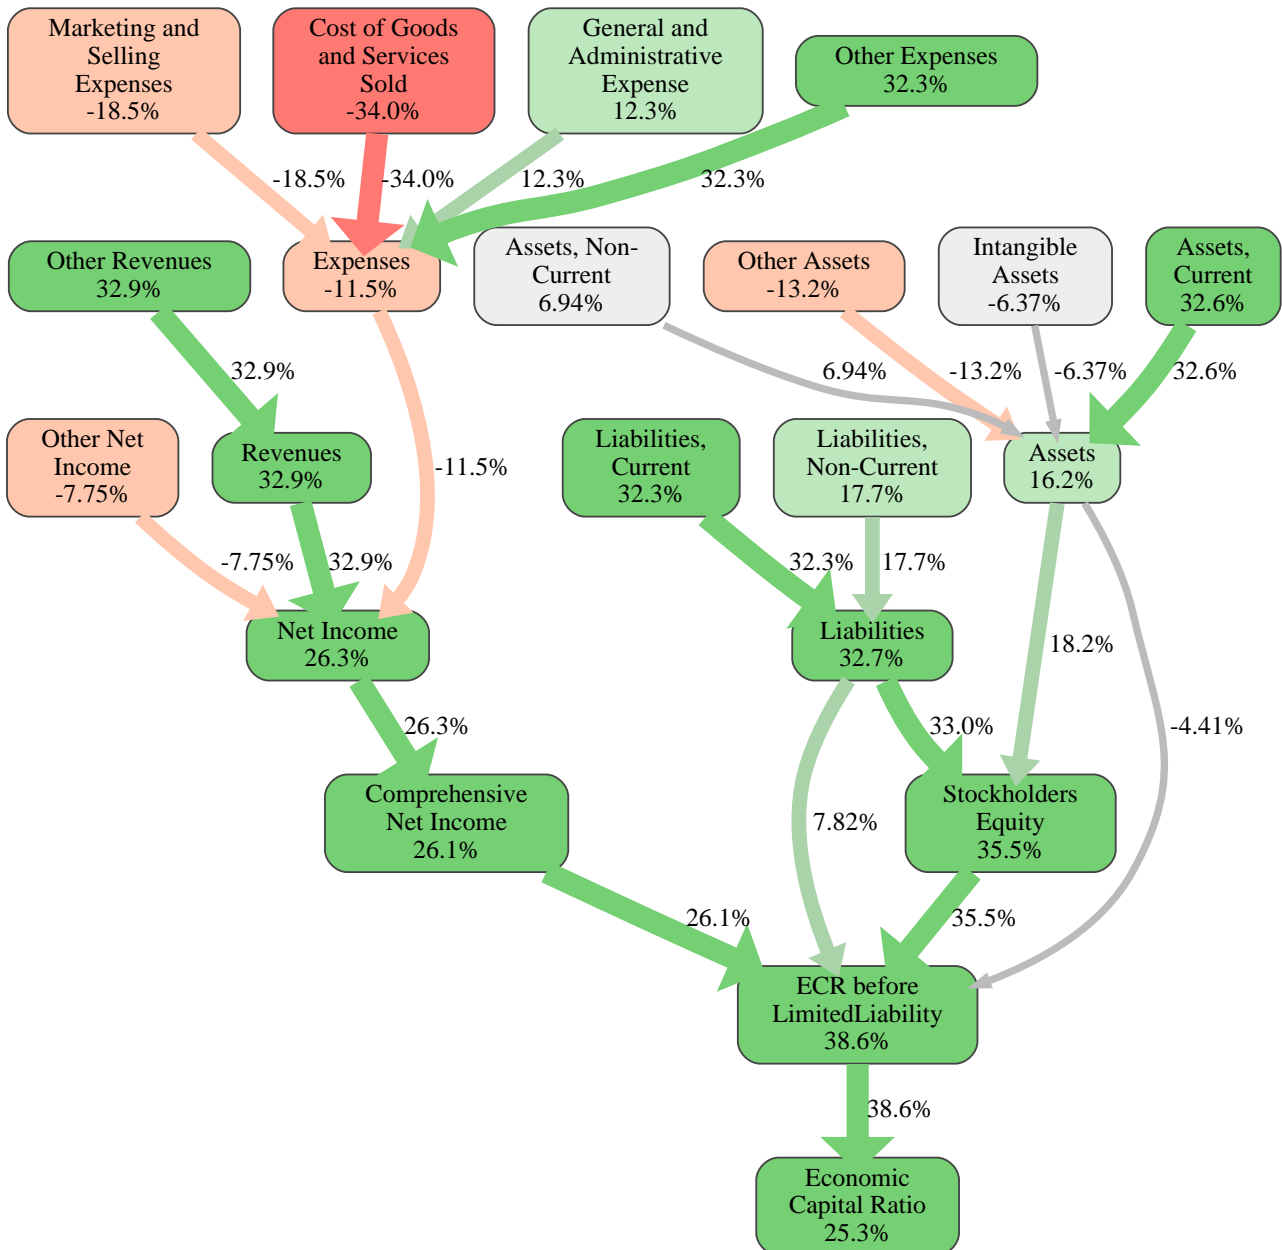 Marketing and
Selling
Expenses
-18.5%
Cost of Goods
and Services
Sold
-34.0%
General and
Administrative
Expense
12.3%
Other Expenses
32.3%
-18.5%
-34.0%
12.3%
32.3%
Other Revenues
32.9%
Expenses
-11.5%
Assets, Non-
Current
6.94%
Other Assets
-13.2%
Intangible
Assets
-6.37%
Assets,
Current
32.6%
32.9%
6.94%
-13.2%
-6.37%
32.6%
Other Net
Income
-7.75%
Revenues
32.9%
-11.5%
Liabilities,
Current
32.3%
Liabilities,
Non-Current
17.7%
Assets
16.2%
-7.75%
32.9%
32.3%
17.7%
Net Income
26.3%
Liabilities
32.7%
18.2%
26.3%
33.0%
-4.41%
Comprehensive
Net Income
26.1%
7.82%
Stockholders
Equity
35.5%
26.1%
35.5%
ECR before
LimitedLiability
38.6%
38.6%
Economic
Capital Ratio
25.3%